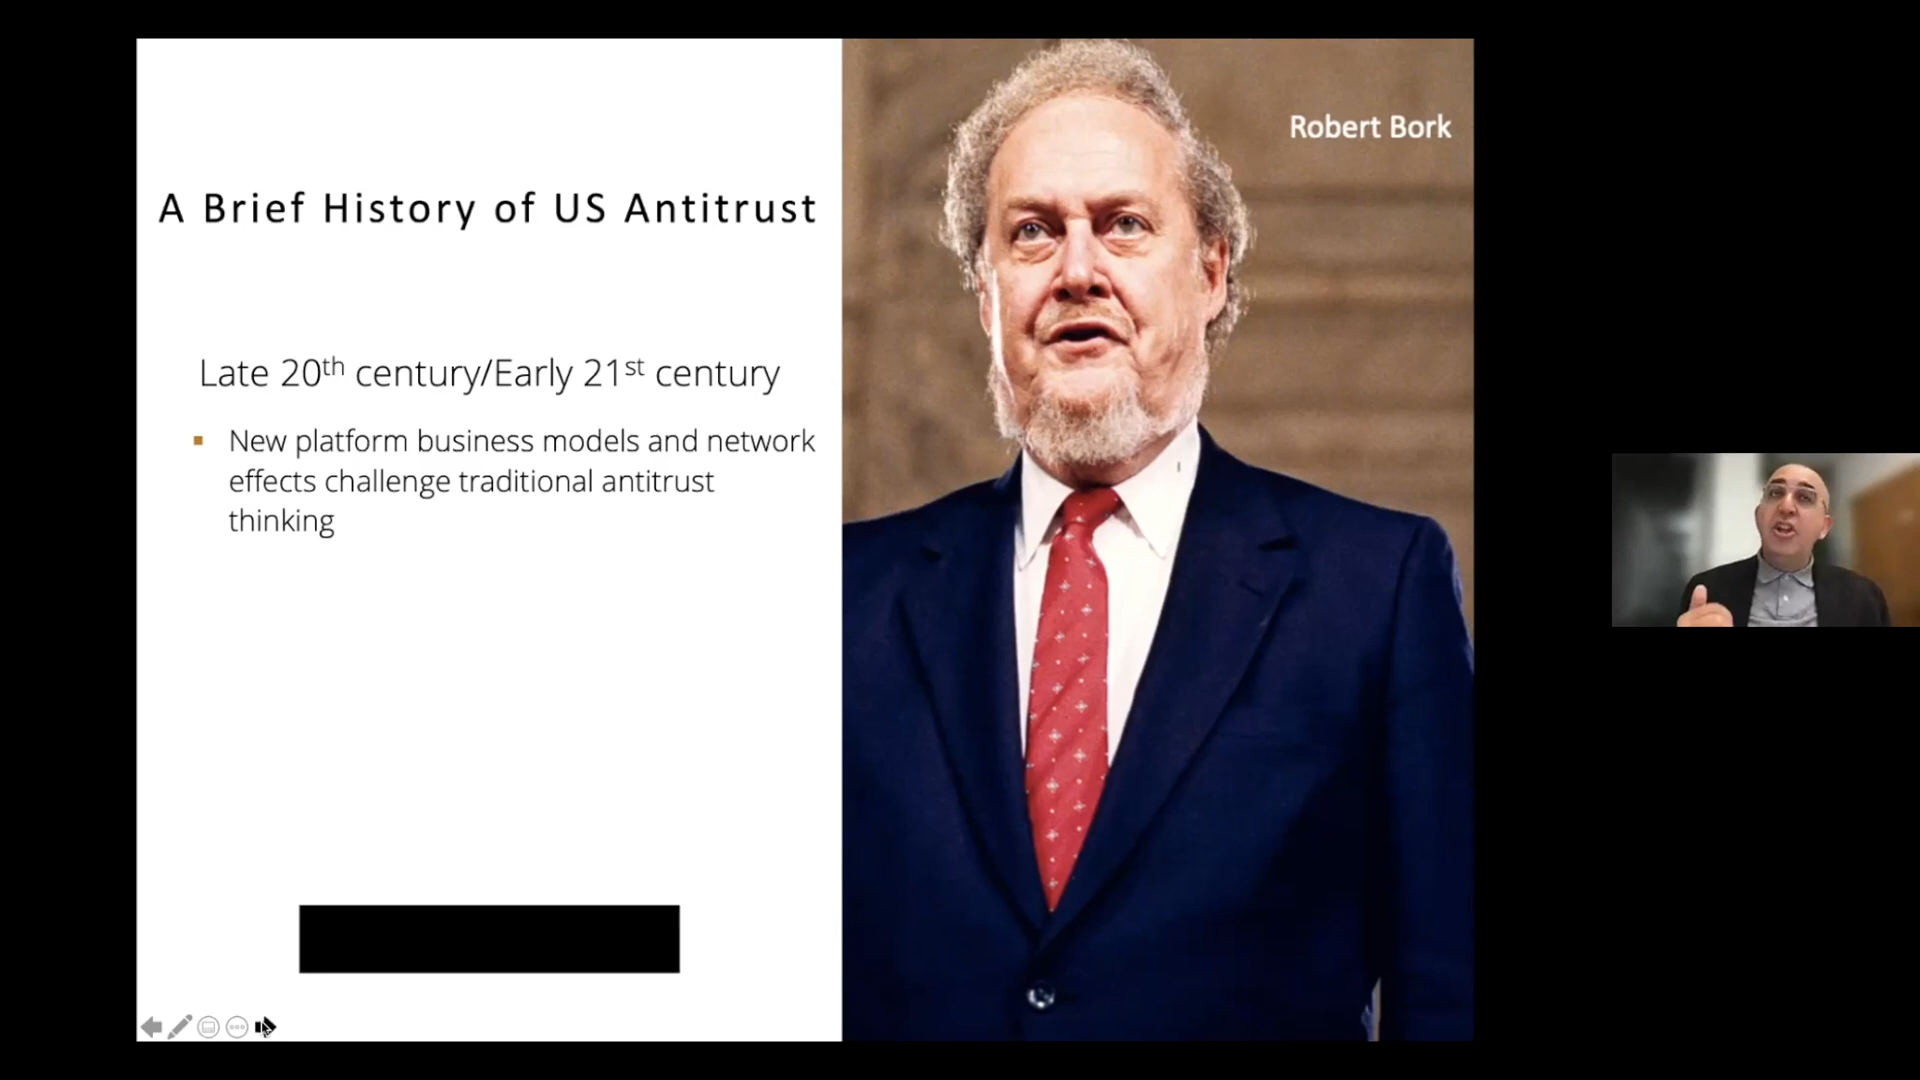 Robert Bork
A Brief History of US Antitrust
Late 20th century/Early 21st century
▪ New platform business models and network
effects challenge traditional antitrust
thinking